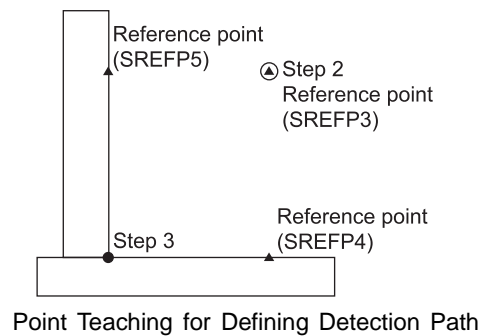 Reference point
(SREFP5)
Step 2
Reference point
(SREFP3)
Reference point
(SREFP4)
Step 3
Point Teaching for Defining Detection Path